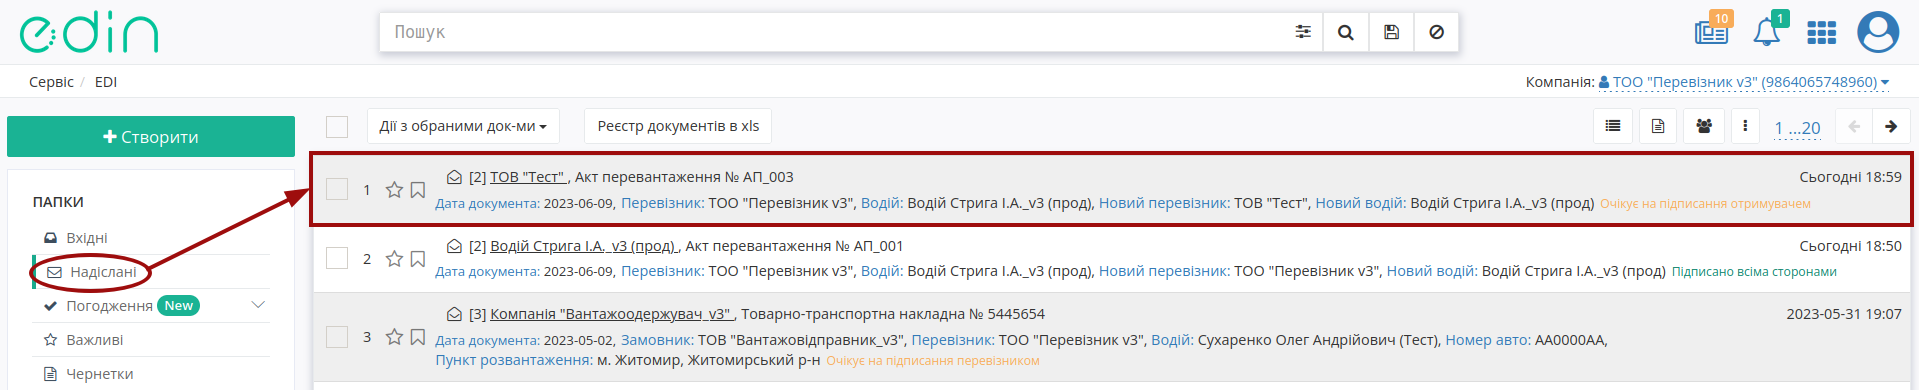 edin
Пошук
10
1
Сервіс / EDI
Компанія: ТОО "Перевізник v3" (9864065748960)
Створити
Дії з обраними док-ми
Реєстр документів в xls
1 ...20
ПАПКИ
Вхідні
Надіслані
Погодження New
Важливі
Чернетки
1 [2] ТОВ "Тест" , Акт перевантаження № АП_003 Сьогодні 18:59
Дата документа: 2023-06-09, Перевізник: ТОО "Перевізник v3", Водій: Водій Стрига І.А._v3 (прод), Новий перевізник: ТОВ "Тест", Новий водій: Водій Стрига І.А._v3 (прод) Очікує на підписання отримувачем
2 [2] Водій Стрига І.А._v3 (прод) , Акт перевантаження № АП_001 Сьогодні 18:50
Дата документа: 2023-06-09, Перевізник: ТОО "Перевізник v3", Водій: Водій Стрига І.А._v3 (прод), Новий перевізник: ТОО "Перевізник v3", Новий водій: Водій Стрига І.А._v3 (прод) Підписано всіма сторонами
3 [3] Компанія "Вантажоодержувач_v3" , Товарно-транспортна накладна № 5445654 2023-05-31 19:07
Дата документа: 2023-05-02, Замовник: ТОВ "Вантажовідправник_v3", Перевізник: ТОО "Перевізник v3", Водій: Сухаренко Олег Андрійович (Тест), Номер авто: АА0000АА,
Пункт розвантаження: м. Житомир, Житомирський р-н Очікує на підписання перевізником